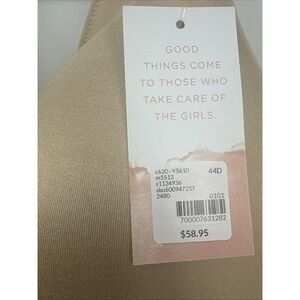 GOOD
THINGS COME
TO THOSE WHO
TAKE CARE OF
THE GIRLS.
c620-Y5610 44D
m5513
s1124936
sku600947257
2480 0101
700007631282
$58.95